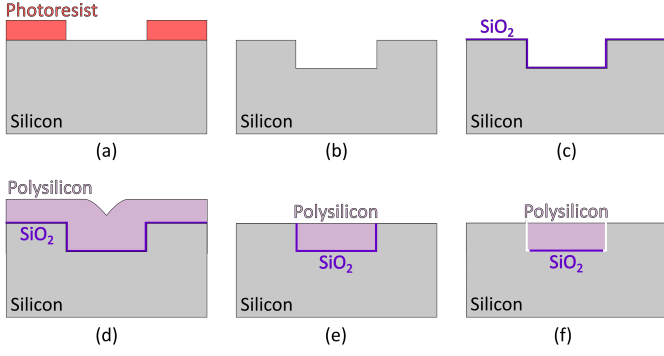 Photoresist
Silicon
(a)
Silicon
(b)
SiO₂
Silicon
(c)
Polysilicon
SiO₂
Silicon
(d)
Polysilicon
SiO₂
Silicon
(e)
Polysilicon
SiO₂
Silicon
(f)